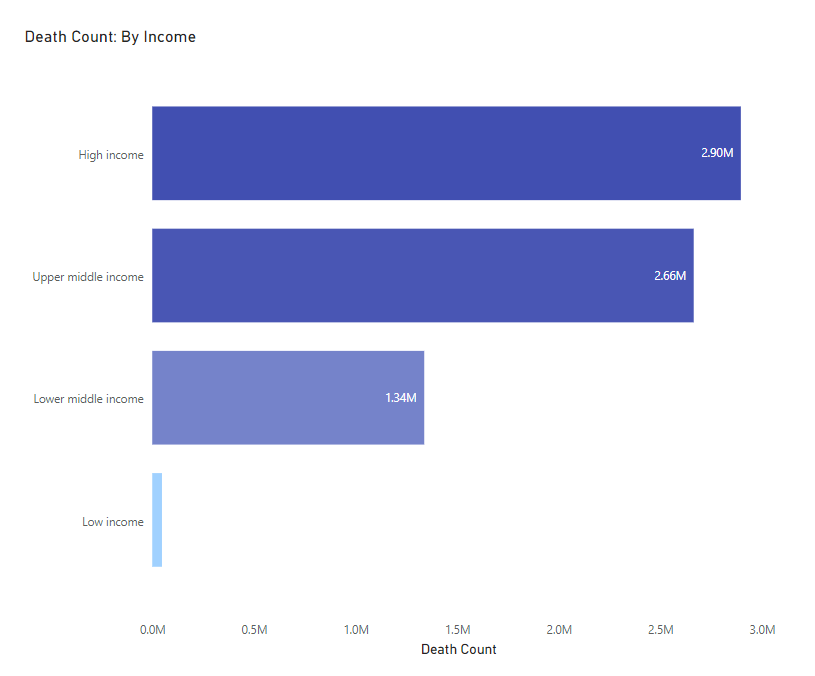 Death Count: By Income
High income
2.90M
Upper middle income
2.66M
Lower middle income
1.34M
Low income
0.0M 0.5M 1.0M 1.5M 2.0M 2.5M 3.0M
Death Count